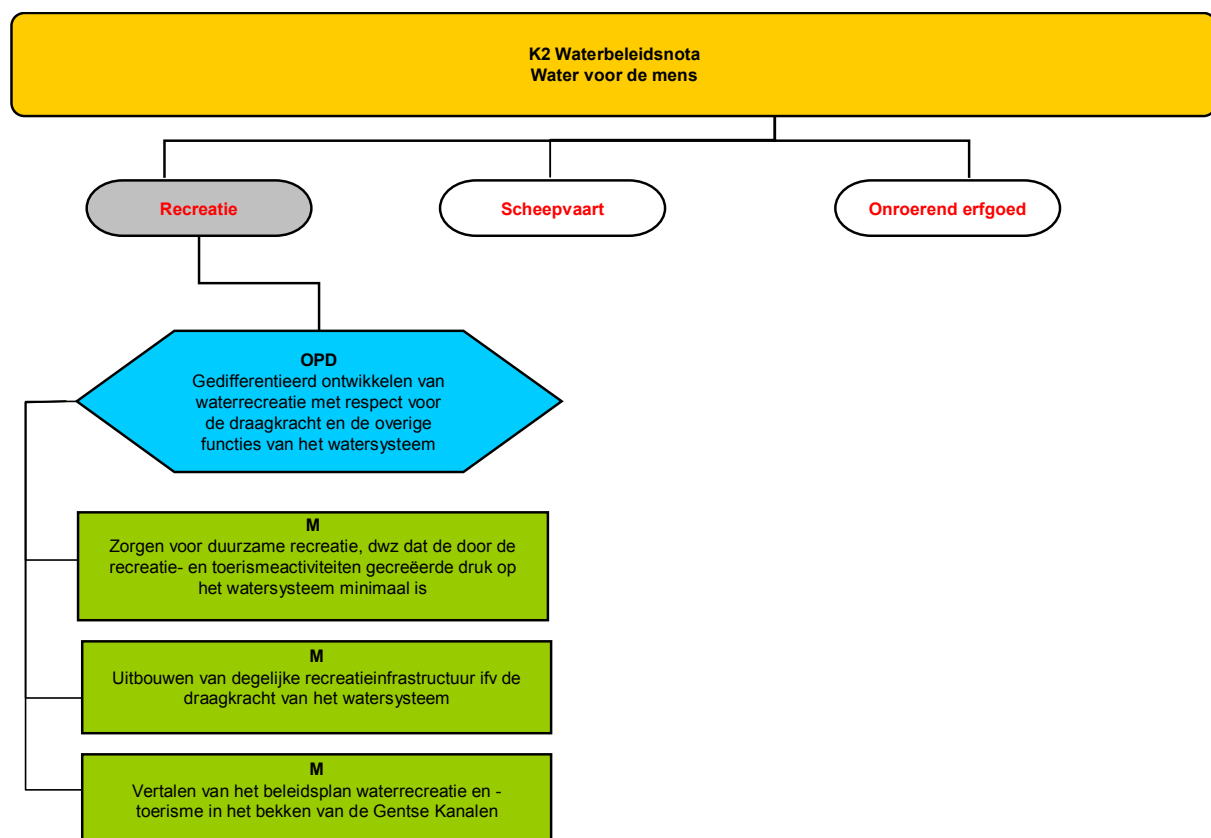 K2 Waterbeleidsnota
Water voor de mens
Recreatie
Scheepvaart
Onroerend erfgoed
OPD
Gedifferentieerd ontwikkelen van
waterrecreatie met respect voor
de draagkracht en de overige
functies van het watersysteem
M
Zorgen voor duurzame recreatie, dwz dat de door de
recreatie- en toerismeactiviteiten gecreëerde druk op
het watersysteem minimaal is
M
Uitbouwen van degelijke recreatieinfrastructuur ifv de
draagkracht van het watersysteem
M
Vertalen van het beleidsplan waterrecreatie en -
toerisme in het bekken van de Gentse Kanalen